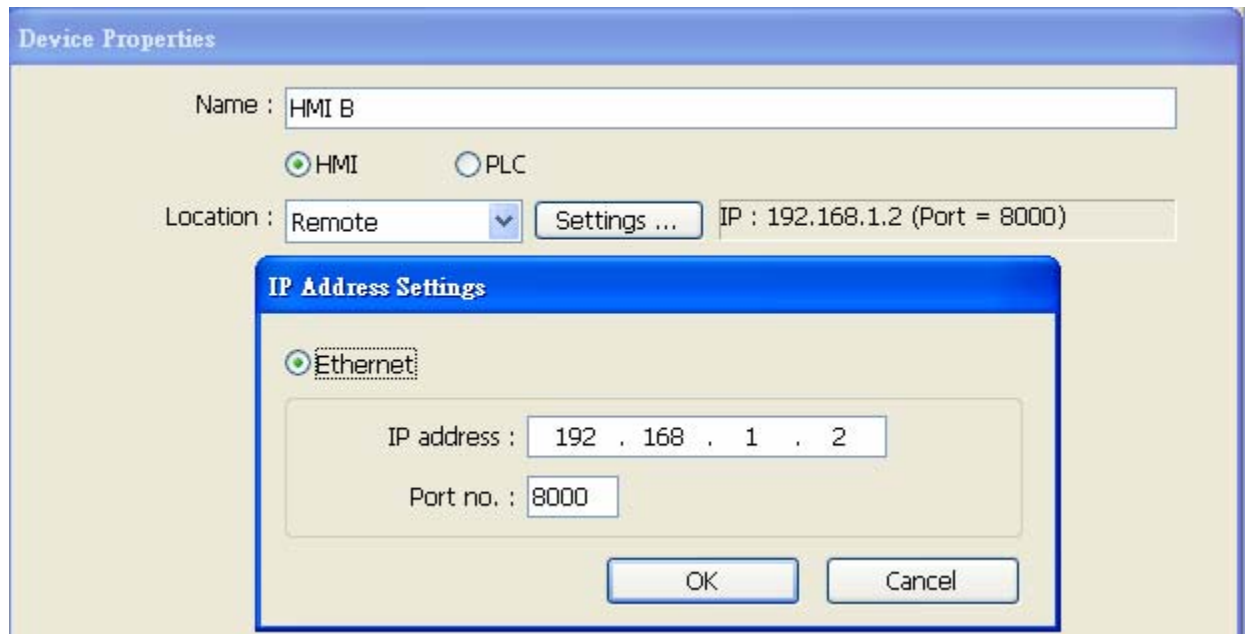 Device Properties
Name : HMI B
HMI PLC
Location : Remote Settings ... IP : 192.168.1.2 (Port = 8000)
IP Address Settings
Ethernet
IP address : 192 . 168 . 1 . 2
Port no. : 8000
OK Cancel